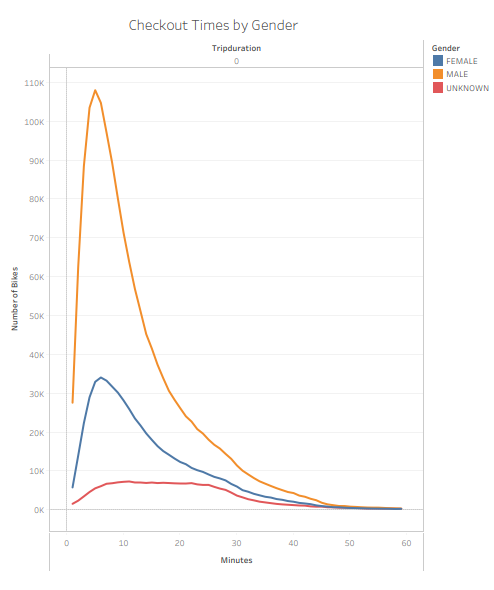 Checkout Times by Gender
Tripduration
0
Gender
FEMALE
MALE
UNKNOWN
110K
100K
90K
80K
70K
60K
50K
40K
30K
20K
10K
0K
Number of Bikes
0 10 20 30 40 50 60
Minutes